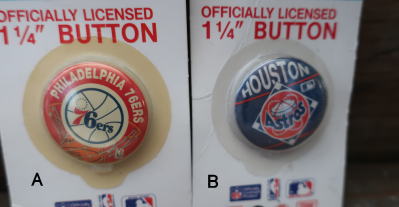 OFFICIALLY LICENSED
1 1/4" BUTTON
PHILADELPHIA 76ERS
76ers
A
OFFICIALLY LICENSED
1 1/4" BUTTON
HOUSTON
Astros
B